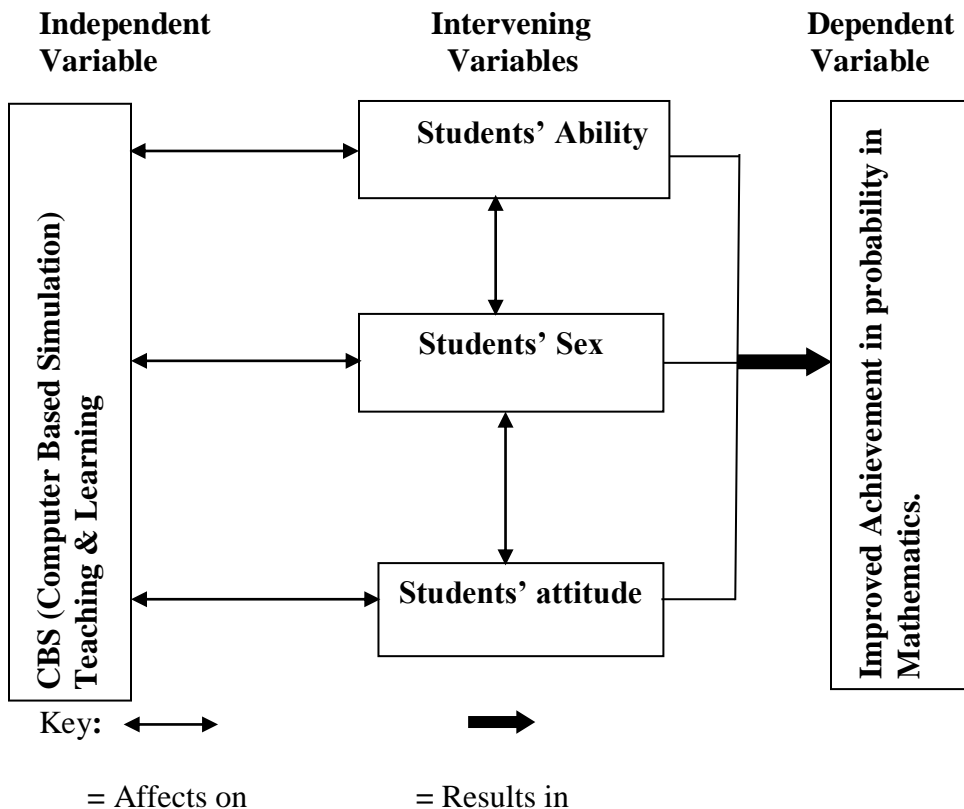 Independent
Variable
Intervening
Variables
Dependent
Variable
CBS (Computer Based Simulation)
Teaching & Learning
Students’ Ability
Students’ Sex
Students’ attitude
Improved Achievement in probability in
Mathematics.
Key:
= Affects on
= Results in